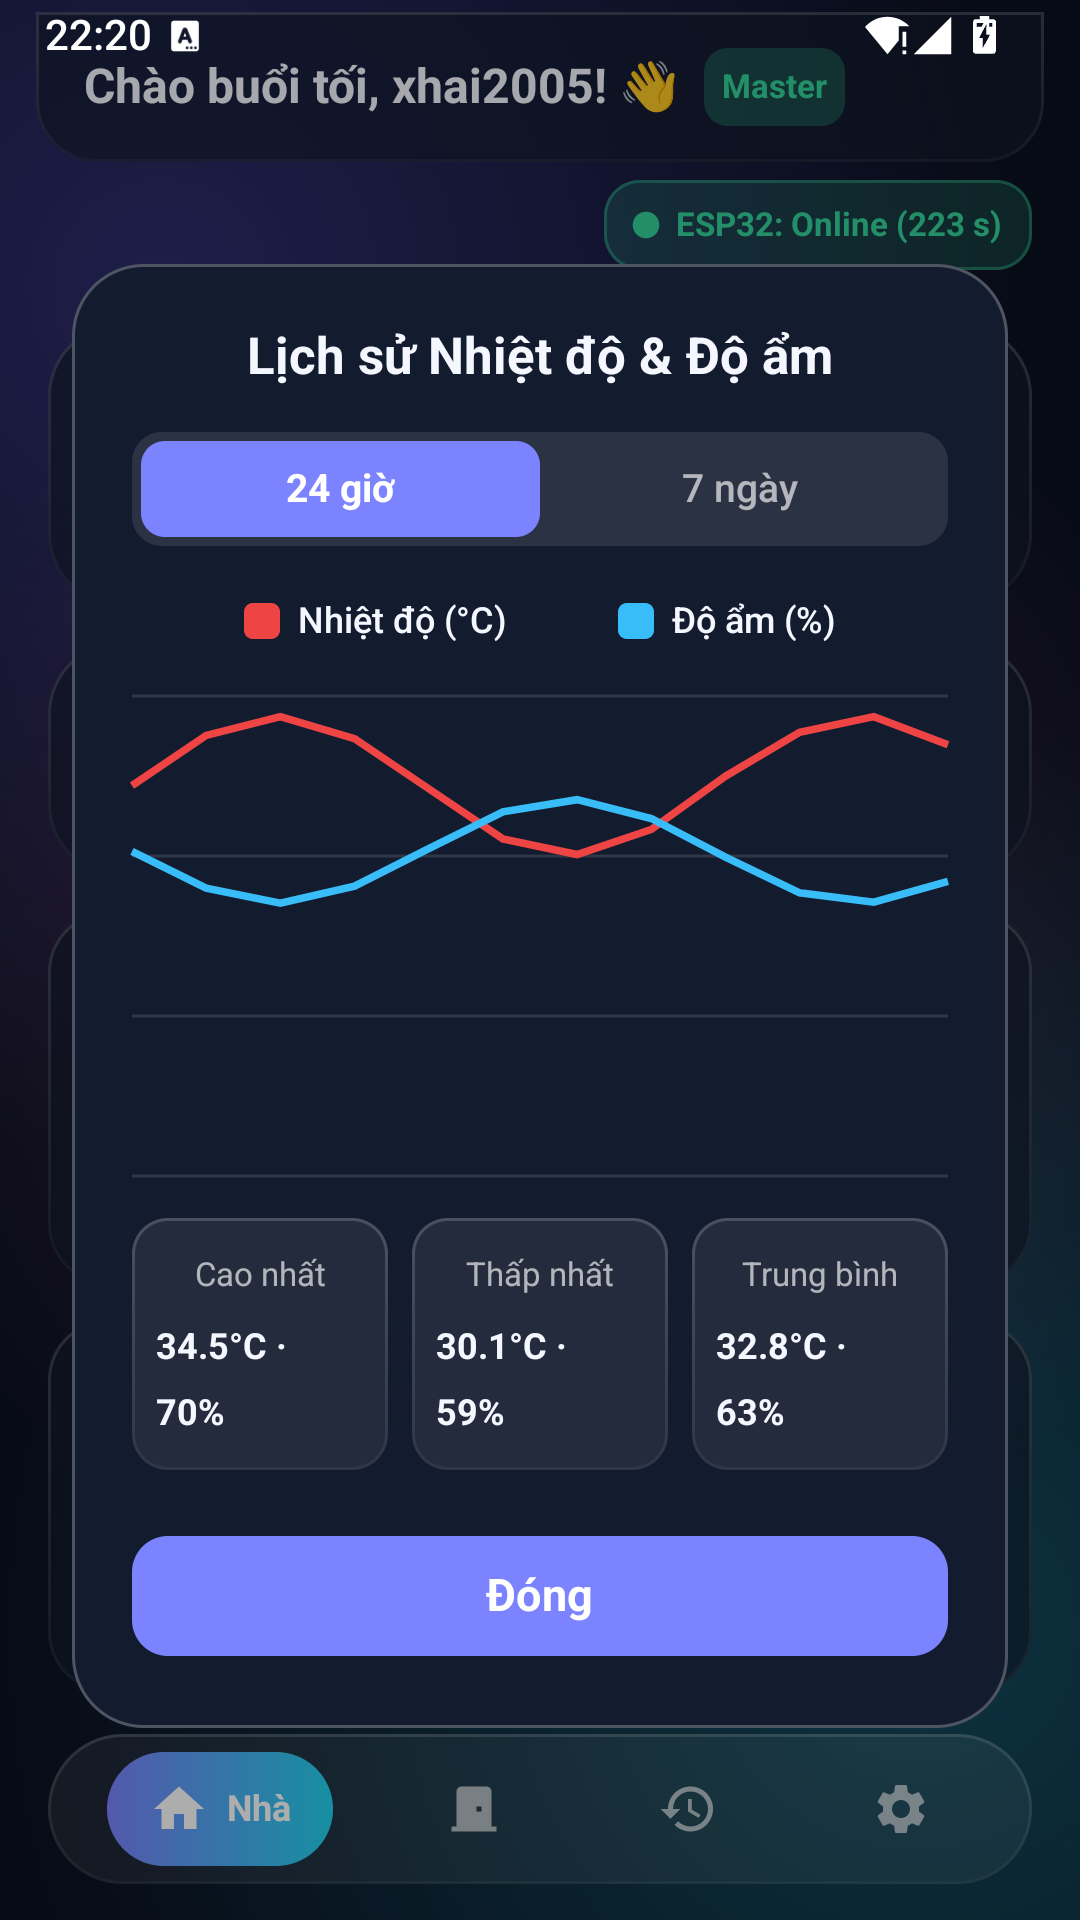 22:20
Chào buổi tối, xhai2005! 👋 Master
ESP32: Online (223 s)
Lịch sử Nhiệt độ & Độ ẩm
24 giờ
7 ngày
Nhiệt độ (°C)
Độ ẩm (%)
Cao nhất
34.5°C ·
70%
Thấp nhất
30.1°C ·
59%
Trung bình
32.8°C ·
63%
Đóng
Nhà